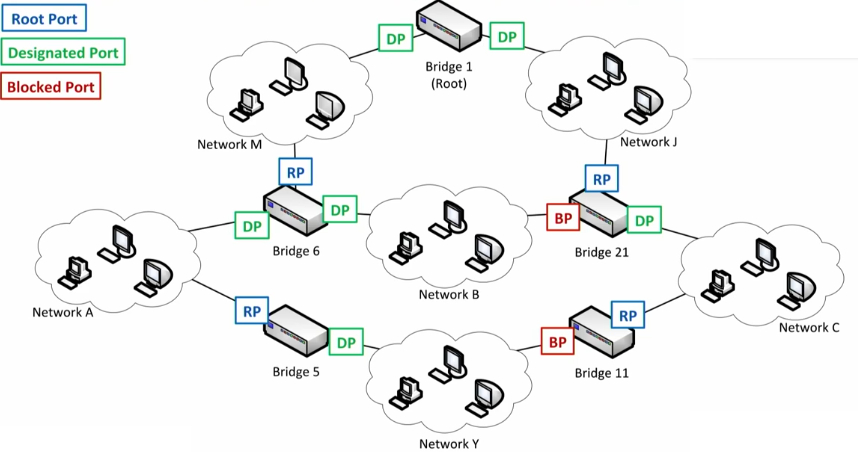 Root Port
Designated Port
Blocked Port
DP
DP
Bridge 1
(Root)
Network M
Network J
RP
RP
DP
DP
BP
DP
Bridge 6
Bridge 21
Network B
Network A
Network C
RP
DP
BP
RP
Bridge 5
Bridge 11
Network Y